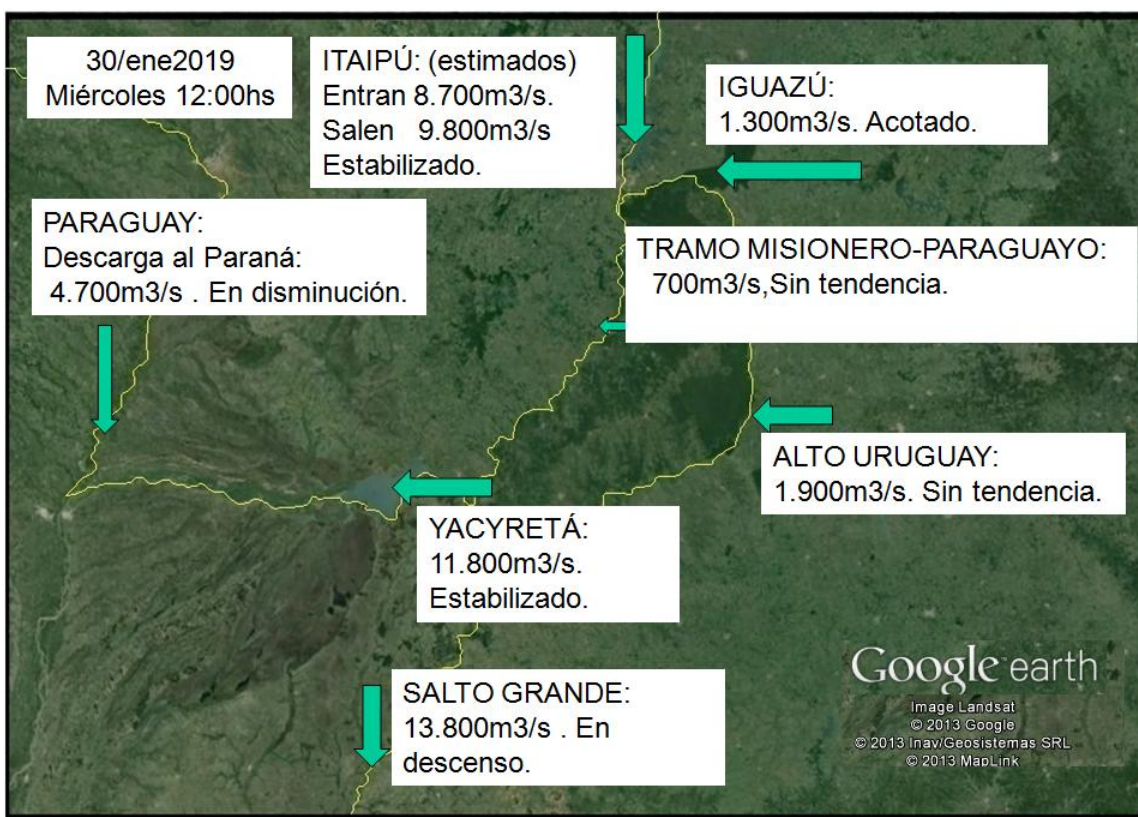 30/ene2019
Miércoles 12:00hs
ITAIPÚ: (estimados)
Entran 8.700m3/s.
Salen 9.800m3/s
Estabilizado.
IGUAZÚ:
1.300m3/s. Acotado.
PARAGUAY:
Descarga al Paraná:
4.700m3/s . En disminución.
TRAMO MISIONERO-PARAGUAYO:
700m3/s,Sin tendencia.
ALTO URUGUAY:
1.900m3/s. Sin tendencia.
YACYRETÁ:
11.800m3/s.
Estabilizado.
SALTO GRANDE:
13.800m3/s . En
descenso.
Google earth
Image Landsat
© 2013 Google
© 2013 Inav/Geosistemas SRL
© 2013 MapLink